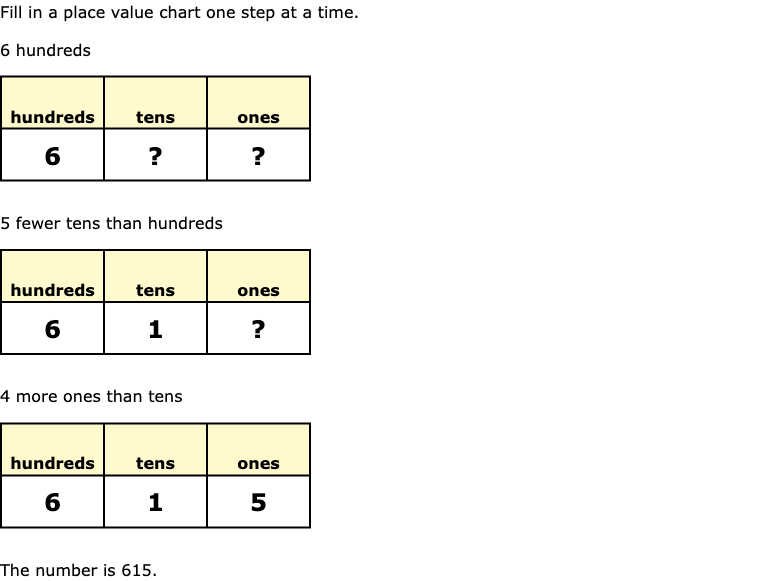 Fill in a place value chart one step at a time.
6 hundreds
hundreds tens ones
6 ? ?
5 fewer tens than hundreds
hundreds tens ones
6 1 ?
4 more ones than tens
hundreds tens ones
6 1 5
The number is 615.